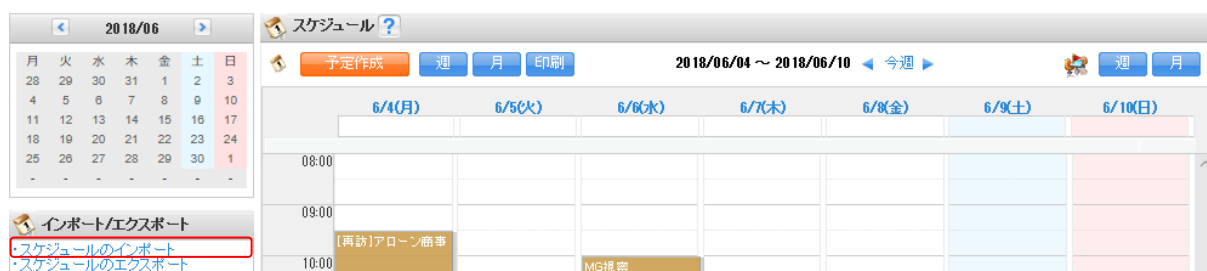 2018/06
月 火 水 木 金 土 日
28 29 30 31 1 2 3
4 5 6 7 8 9 10
11 12 13 14 15 16 17
18 19 20 21 22 23 24
25 26 27 28 29 30 1
- - - - - - -
インポート/エクスポート
・スケジュールのインポート
・スケジュールのエクスポート
スケジュール ?
予定作成 週 月 印刷 2018/06/04 ~ 2018/06/10 今週 週 月
6/4(月) 6/5(火) 6/6(水) 6/7(木) 6/8(金) 6/9(土) 6/10(日)
08:00
09:00
[再訪]アローン商事
10:00
MG視察